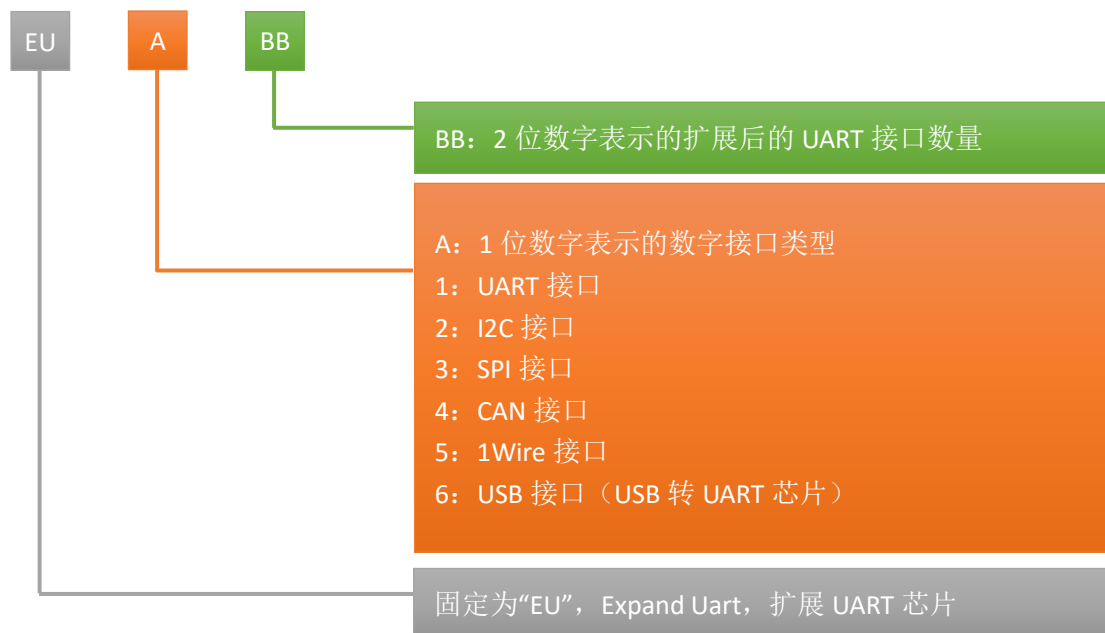 EU A BB
BB：2 位数字表示的扩展后的 UART 接口数量
A：1 位数字表示的数字接口类型
1：UART 接口
2：I2C 接口
3：SPI 接口
4：CAN 接口
5：1Wire 接口
6：USB 接口（USB 转 UART 芯片）
固定为“EU”，Expand Uart，扩展 UART 芯片